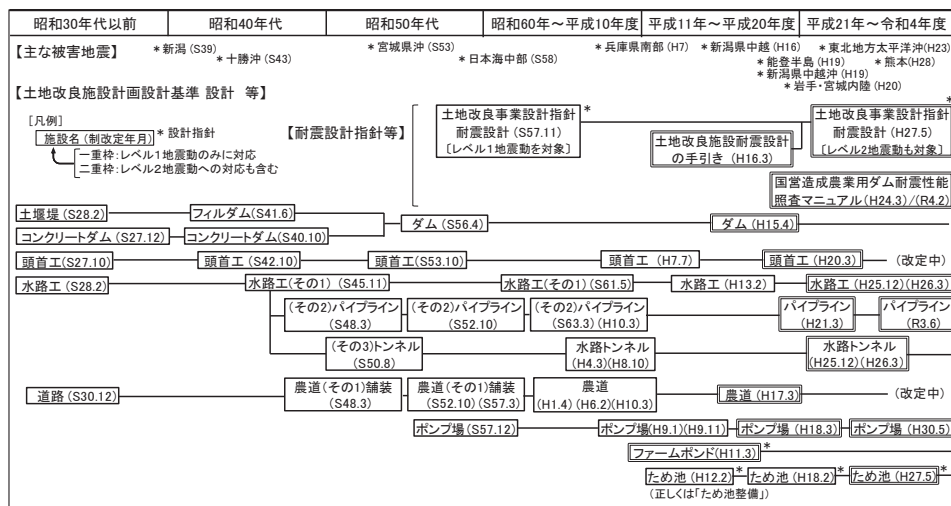 昭和30年代以前 昭和40年代 昭和50年代 昭和60年～平成10年度 平成11年～平成20年度 平成21年～令和4年度
【主な被害地震】
*新潟(S39)
*十勝沖(S43)
*宮城県沖(S53)
*日本海中部(S58)
*兵庫県南部(H7)
*新潟県中越(H16)
*能登半島(H19)
*新潟県中越沖(H19)
*岩手・宮城内陸(H20)
*東北地方太平洋沖(H23)
*熊本(H28)
【土地改良施設計画設計基準 設計 等】
[凡例]
施設名(制改定年月) *設計指針
一重枠:レベル1地震動のみに対応
二重枠:レベル2地震動への対応も含む
【耐震設計指針等】
土地改良事業設計指針 *
耐震設計(S57.11)
〔レベル1地震動を対象〕
土地改良施設耐震設計
の手引き(H16.3)
土地改良事業設計指針 *
耐震設計(H27.5)
〔レベル2地震動も対象〕
国営造成農業用ダム耐震性能
照査マニュアル(H24.3)/(R4.2)
土堰堤(S28.2) フィルダム(S41.6)
ダム(S56.4) ダム(H15.4)
コンクリートダム(S27.12) コンクリートダム(S40.10)
頭首工(S27.10) 頭首工(S42.10) 頭首工(S53.10) 頭首工 (H7.7) 頭首工(H20.3) (改定中)
水路工(S28.2) 水路工(その1)(S45.11) 水路工(その1)(S61.5) 水路工(H13.2) 水路工(H25.12)(H26.3)
(その2)パイプライン (その2)パイプライン (その2)パイプライン パイプライン パイプライン
(S48.3) (S52.10) (S63.3)(H10.3) (H21.3) (R3.6)
(その3)トンネル 水路トンネル 水路トンネル
(S50.8) (H4.3)(H8.10) (H25.12)(H26.3)
道路(S30.12)
農道(その1)舗装 農道(その1)舗装 農道
(S48.3) (S52.10)(S57.3) (H1.4)(H6.2)(H10.3)
農道(H17.3) (改定中)
ポンプ場(S57.12) ポンプ場(H9.1)(H9.11) ポンプ場(H18.3) ポンプ場(H30.5)
ファームポンド(H11.3) *
ため池(H12.2) * ため池(H18.2) * ため池(H27.5) *
(正しくは「ため池整備」)